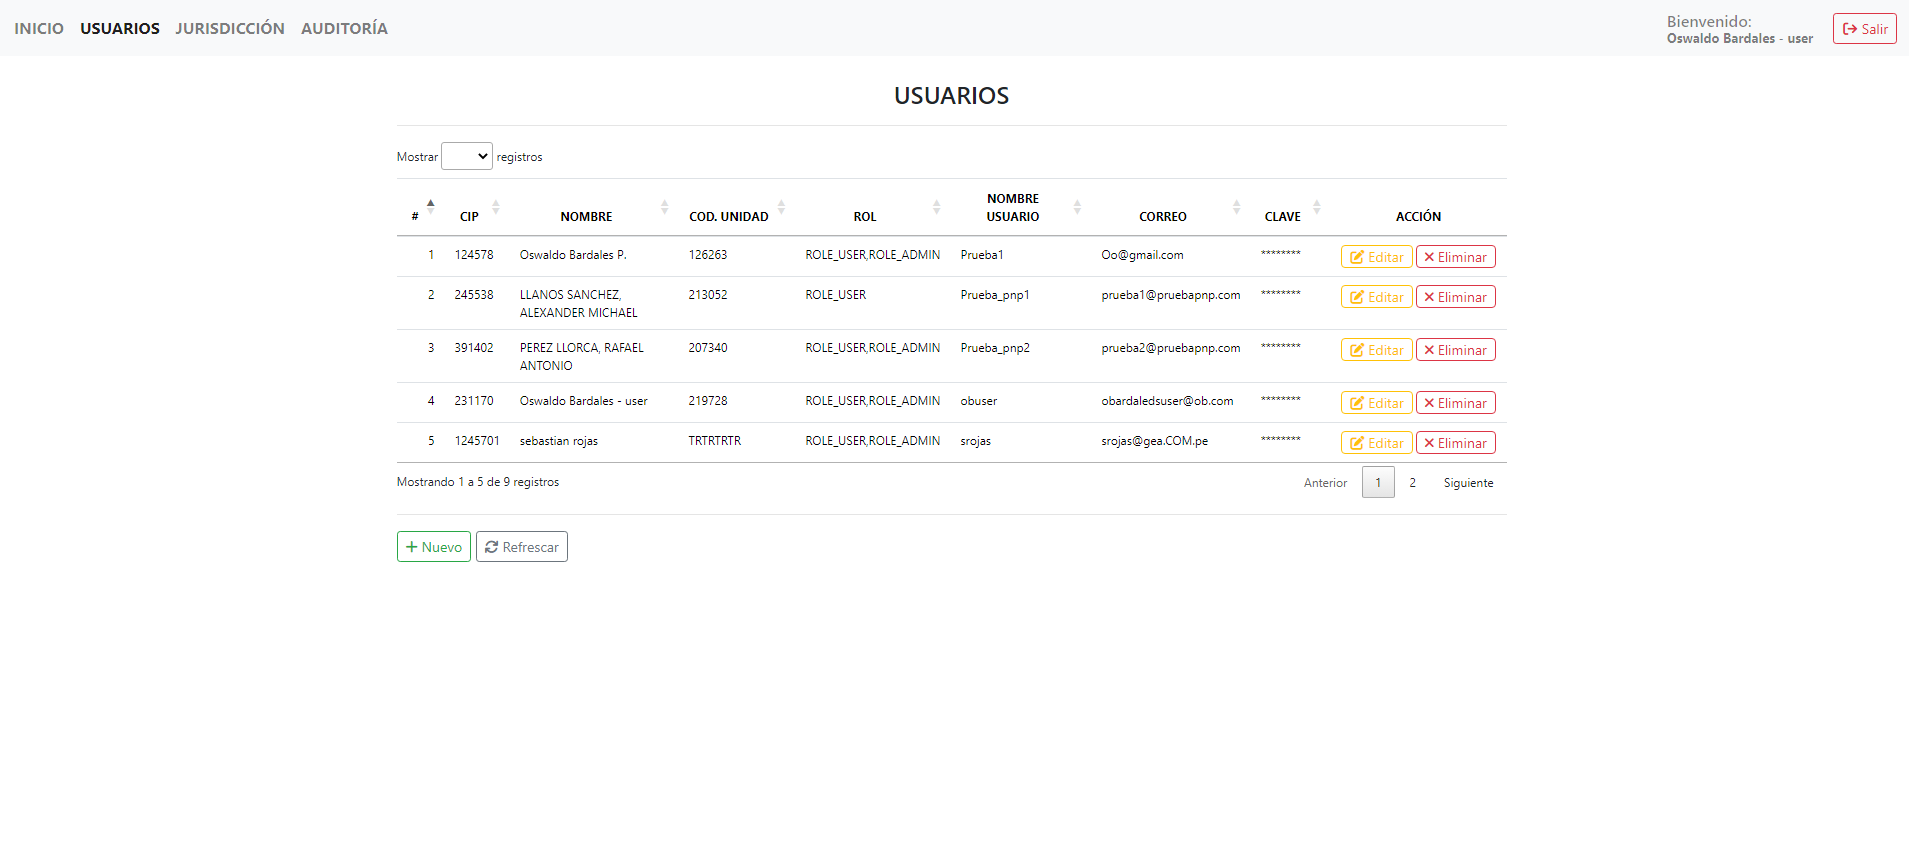 INICIO USUARIOS JURISDICCIÓN AUDITORÍA Bienvenido: Salir
Oswaldo Bardales - user
USUARIOS
Mostrar registros
# CIP NOMBRE COD. UNIDAD ROL NOMBRE USUARIO CORREO CLAVE ACCIÓN
1 124578 Oswaldo Bardales P. 126263 ROLE_USER,ROLE_ADMIN Prueba1 Oo@gmail.com ******** Editar Eliminar
2 245538 LLANOS SANCHEZ, 213052 ROLE_USER Prueba_pnp1 prueba1@pruebapnp.com ******** Editar Eliminar
ALEXANDER MICHAEL
3 391402 PEREZ LLORCA, RAFAEL 207340 ROLE_USER,ROLE_ADMIN Prueba_pnp2 prueba2@pruebapnp.com ******** Editar Eliminar
ANTONIO
4 231170 Oswaldo Bardales - user 219728 ROLE_USER,ROLE_ADMIN obuser obardaledsuser@ob.com ******** Editar Eliminar
5 1245701 sebastian rojas TRTRTRTR ROLE_USER,ROLE_ADMIN srojas srojas@gea.COM.pe ******** Editar Eliminar
Mostrando 1 a 5 de 9 registros Anterior 1 2 Siguiente
Nuevo Refrescar